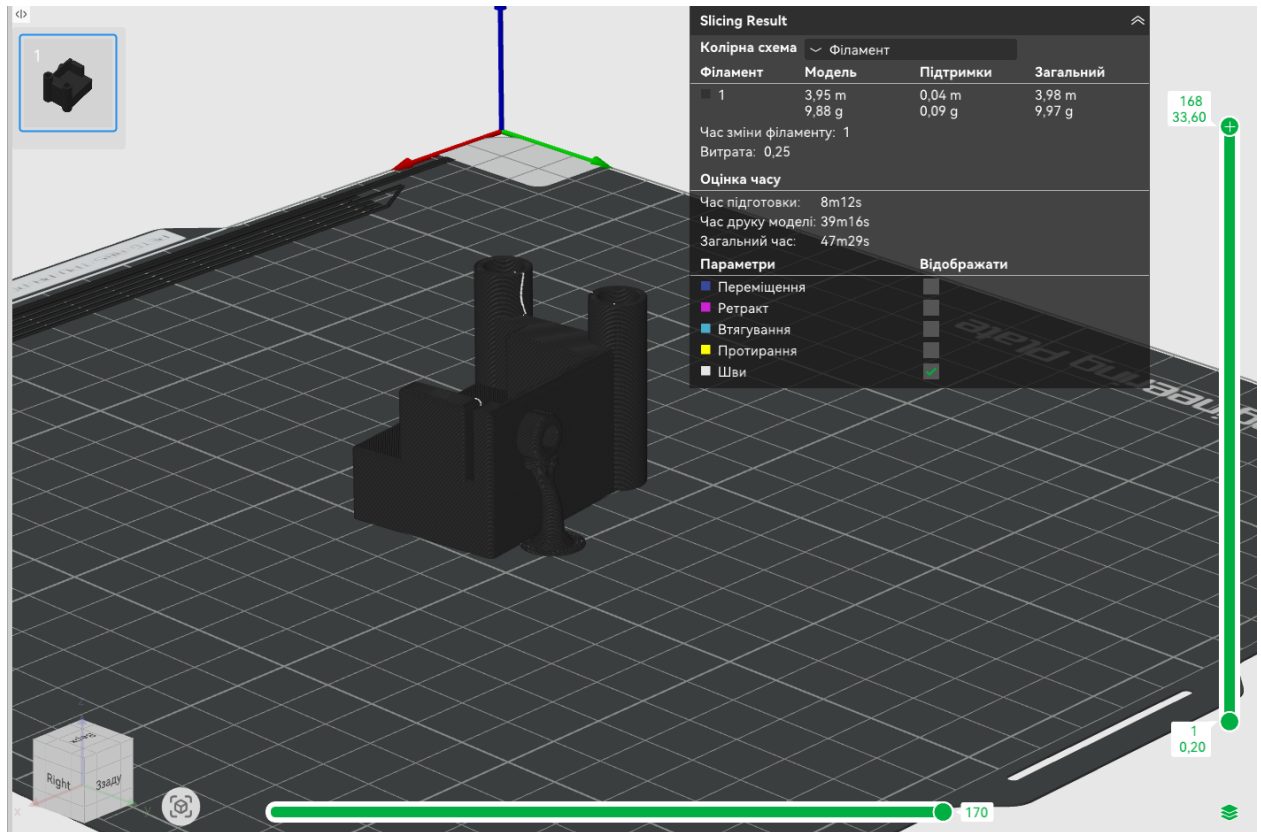 1
Slicing Result
Колірна схема Філамент
Філамент Модель Підтримки Загальний
1 3,95 m 0,04 m 3,98 m
9,88 g 0,09 g 9,97 g
Час зміни філаменту: 1
Витрата: 0,25
Оцінка часу
Час підготовки: 8m12s
Час друку моделі: 39m16s
Загальний час: 47m29s
Параметри Відображати
Переміщення
Ретракт
Втягування
Протирання
Шви
168
33,60
ring Plate
1
0,20
Верх
Right
Ззаду
X
Y
Z
170